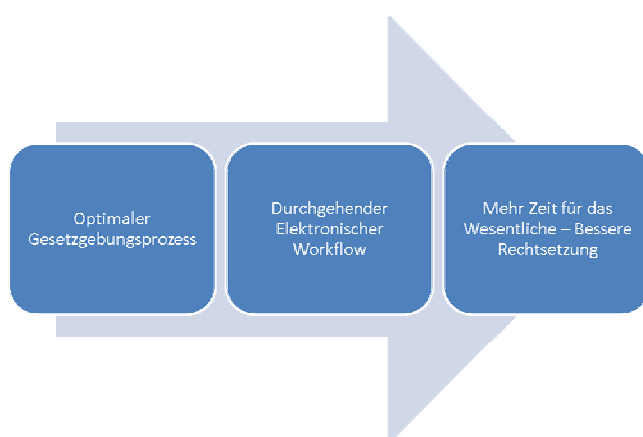 Optimaler
Gesetzgebungsprozess
Durchgehender
Elektronischer
Workflow
Mehr Zeit für das
Wesentliche – Bessere
Rechtsetzung